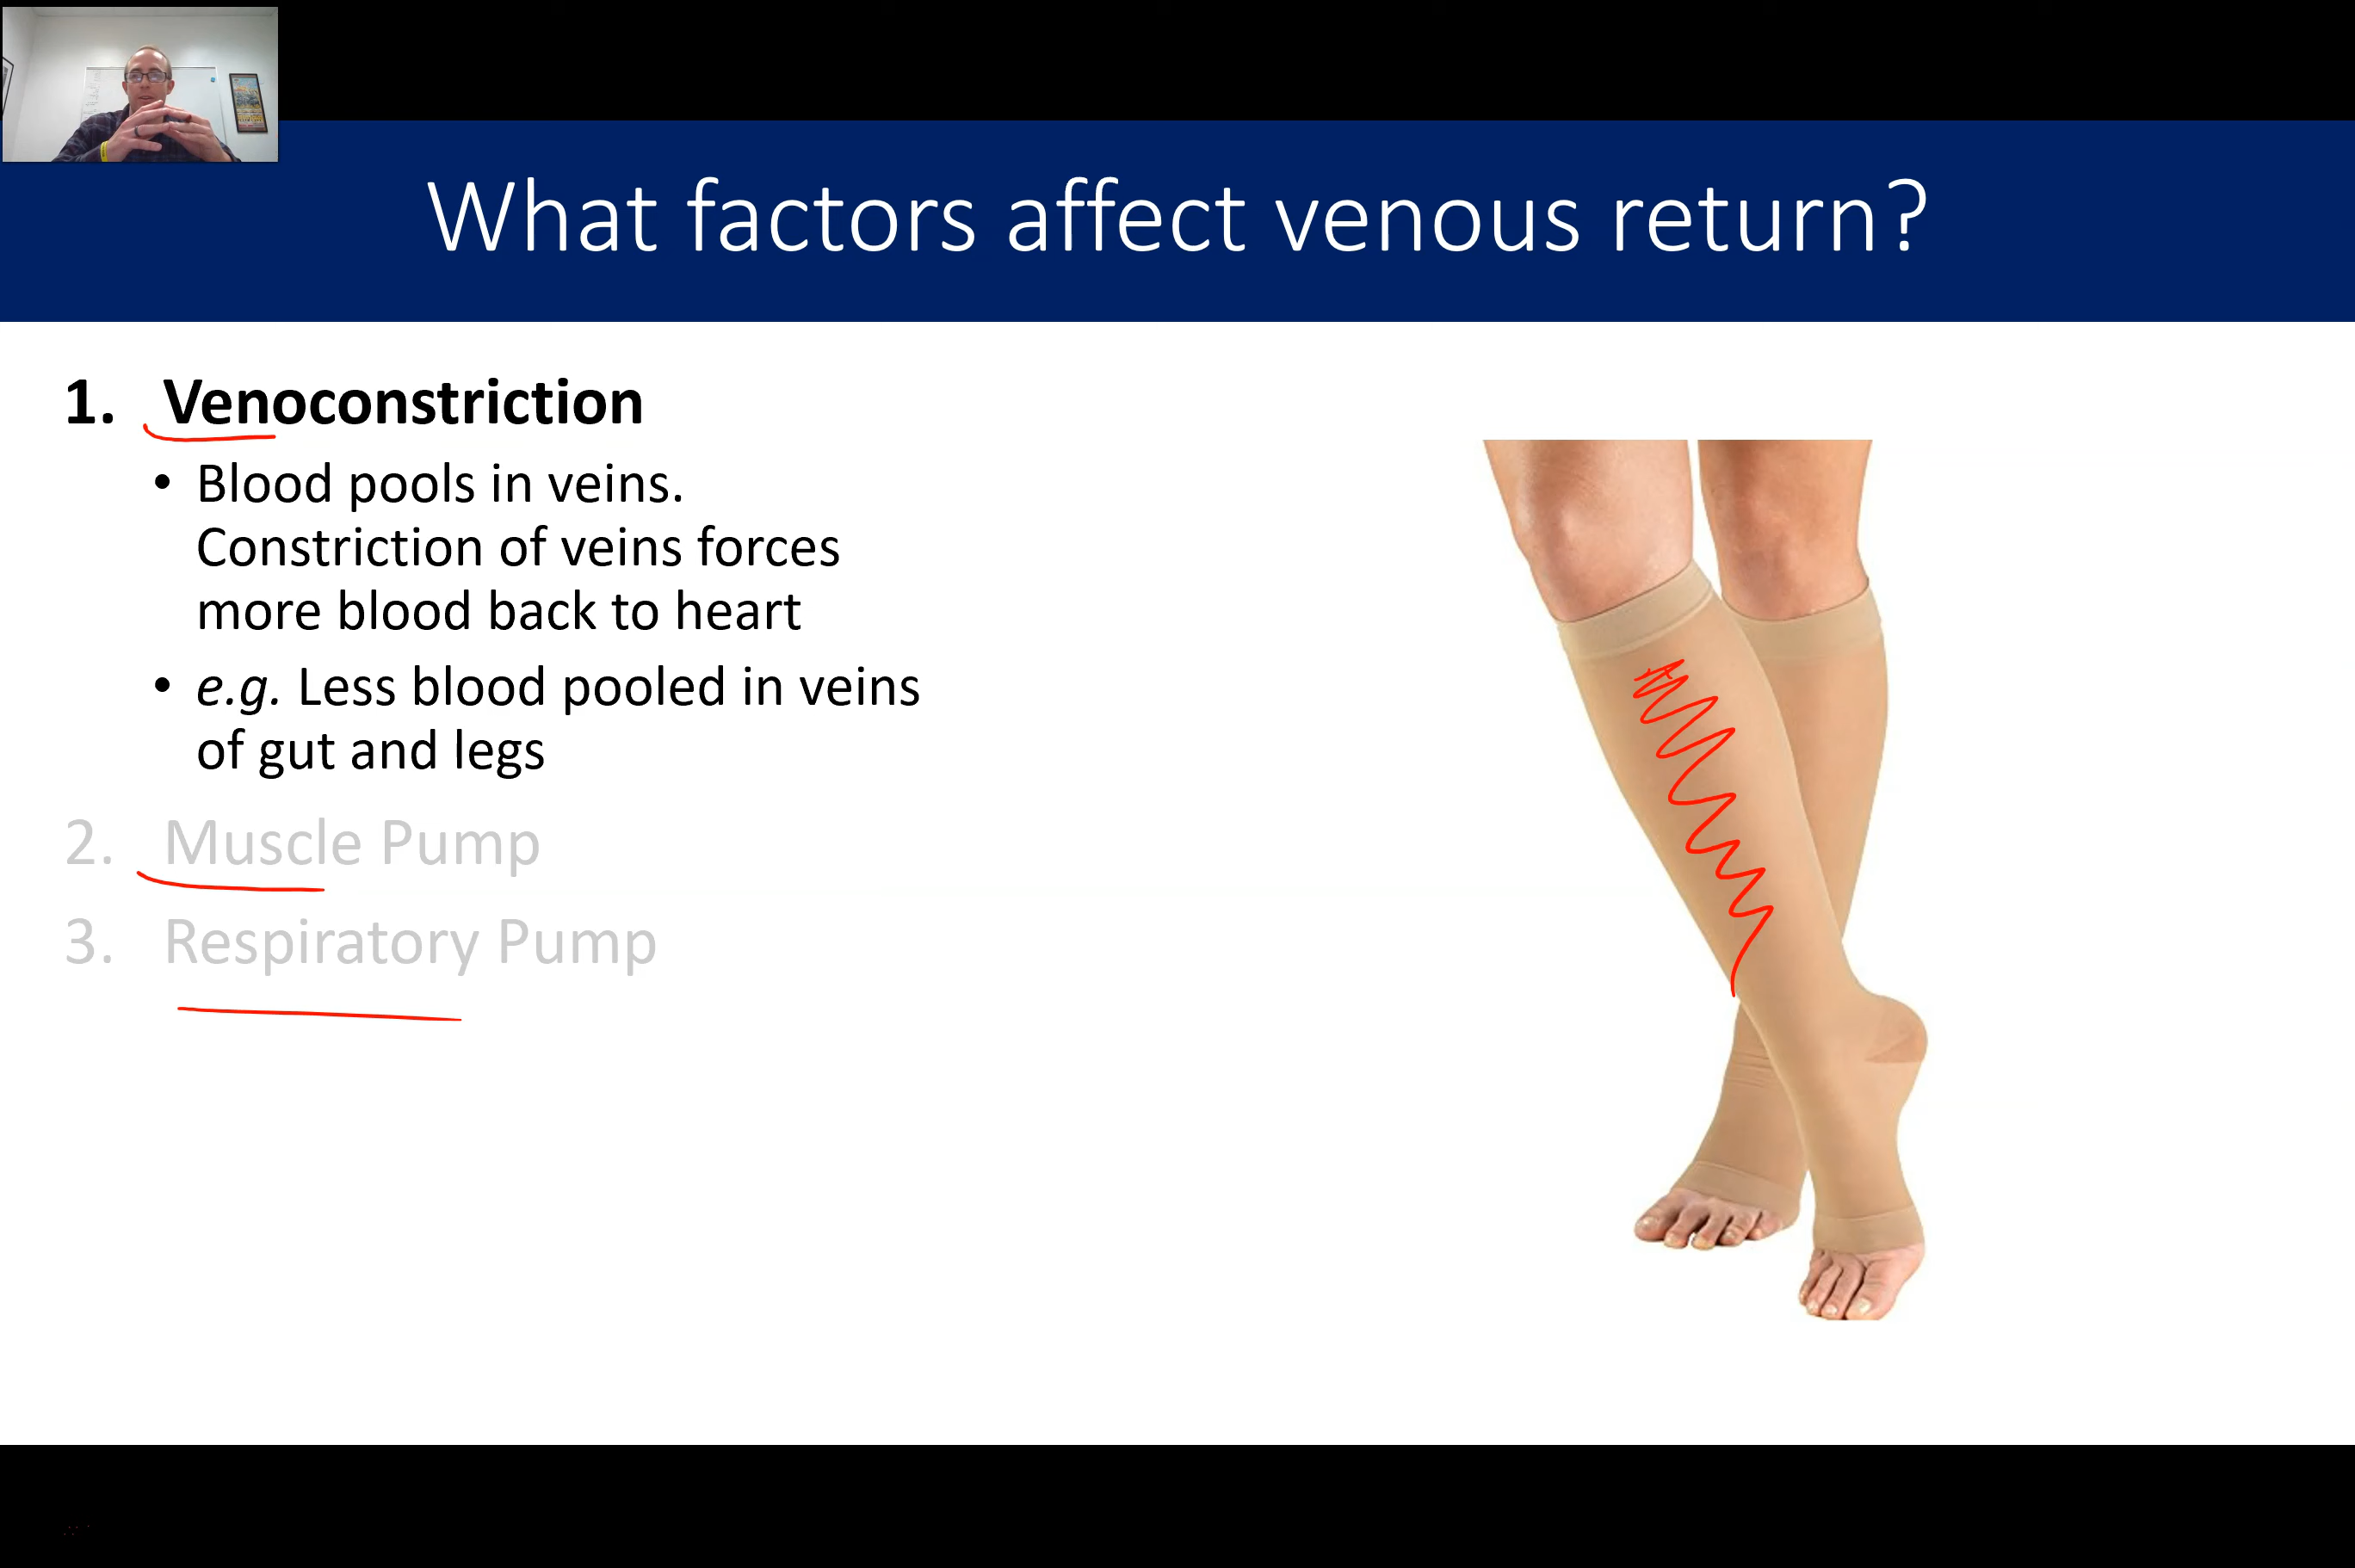 What factors affect venous return?
1. Venoconstriction
• Blood pools in veins.
Constriction of veins forces
more blood back to heart
• e.g. Less blood pooled in veins
of gut and legs
2. Muscle Pump
3. Respiratory Pump